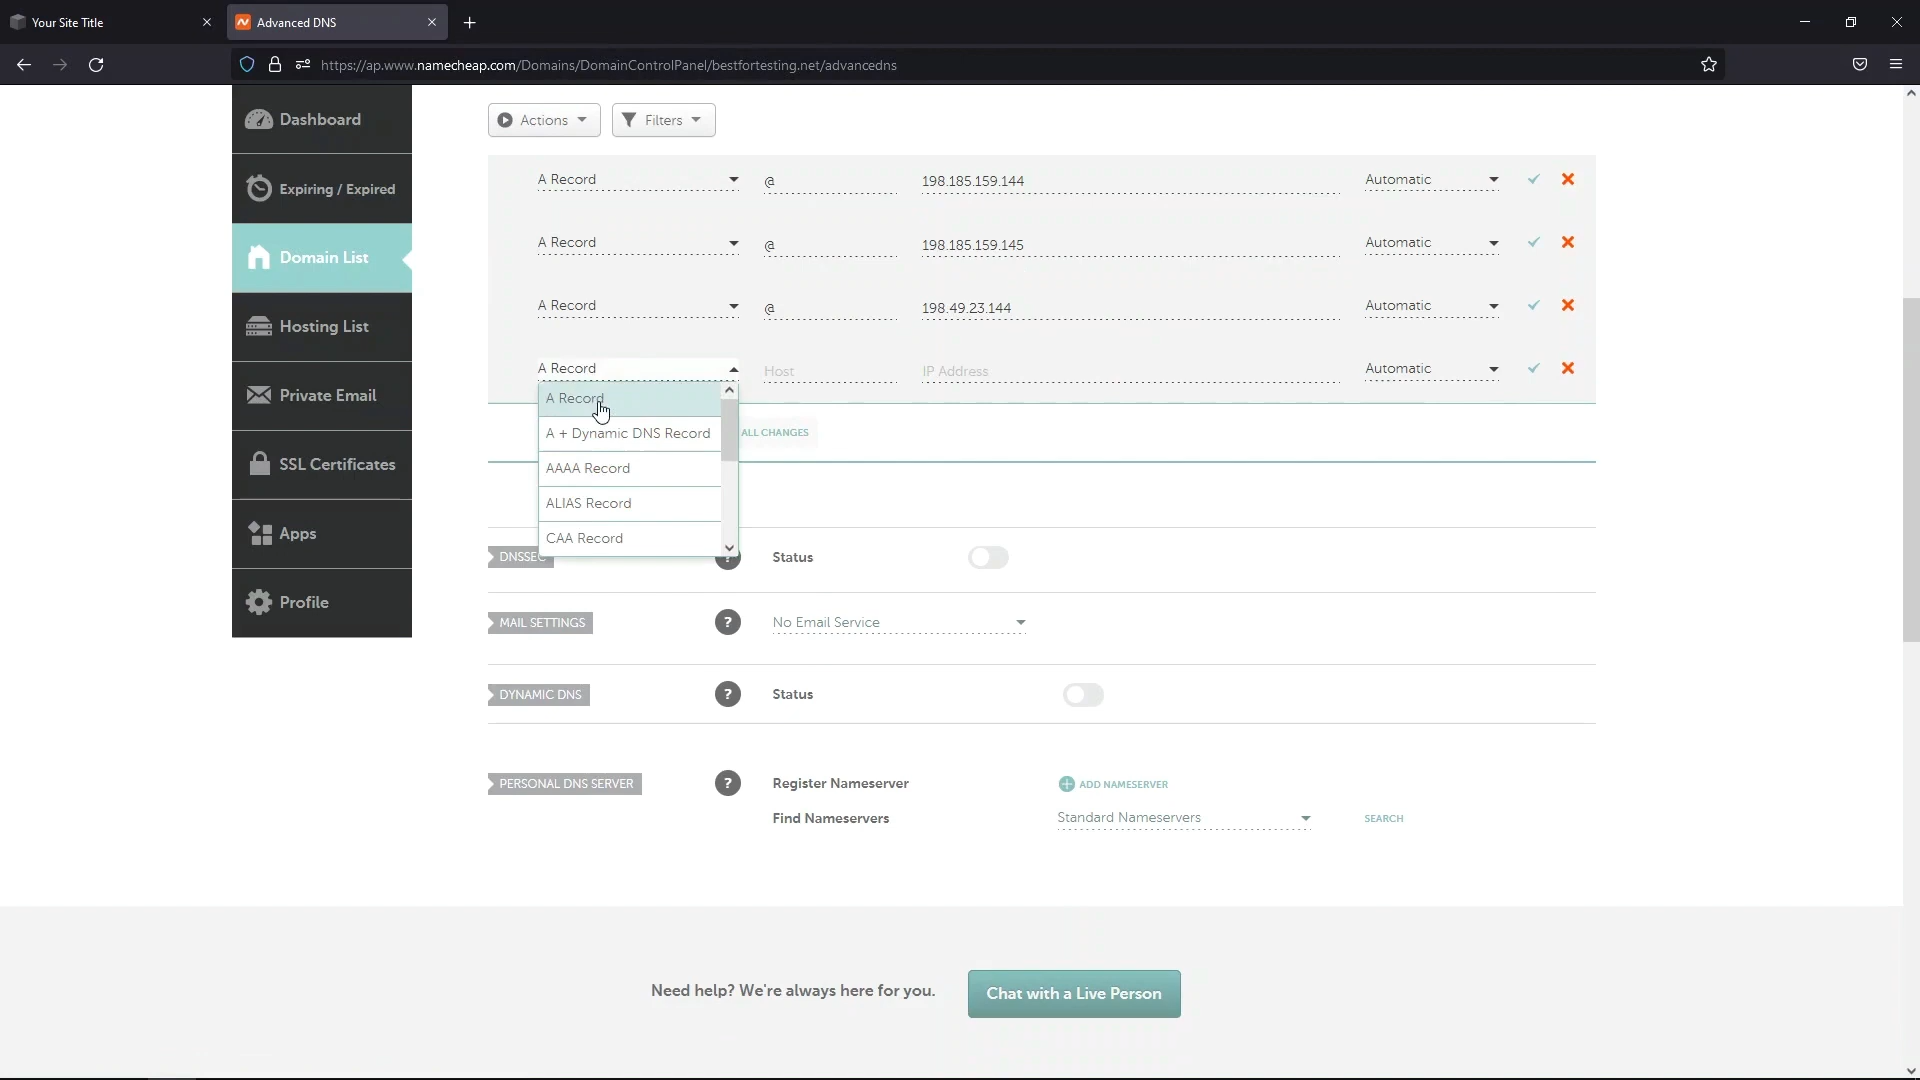 Your Site Title
Advanced DNS
https://ap.www.namecheap.com/Domains/DomainControlPanel/bestfortesting.net/advancedns
Dashboard
Expiring / Expired
Domain List
Hosting List
Private Email
SSL Certificates
Apps
Profile
Actions
Filters
A Record @ 198.185.159.144 Automatic
A Record @ 198.185.159.145 Automatic
A Record @ 198.49.23.144 Automatic
A Record Host IP Address Automatic
A Record
A + Dynamic DNS Record
AAAA Record
ALIAS Record
CAA Record
ALL CHANGES
DNSSEC ? Status
MAIL SETTINGS ? No Email Service
DYNAMIC DNS ? Status
PERSONAL DNS SERVER ? Register Nameserver ADD NAMESERVER
Find Nameservers Standard Nameservers SEARCH
Need help? We're always here for you.
Chat with a Live Person